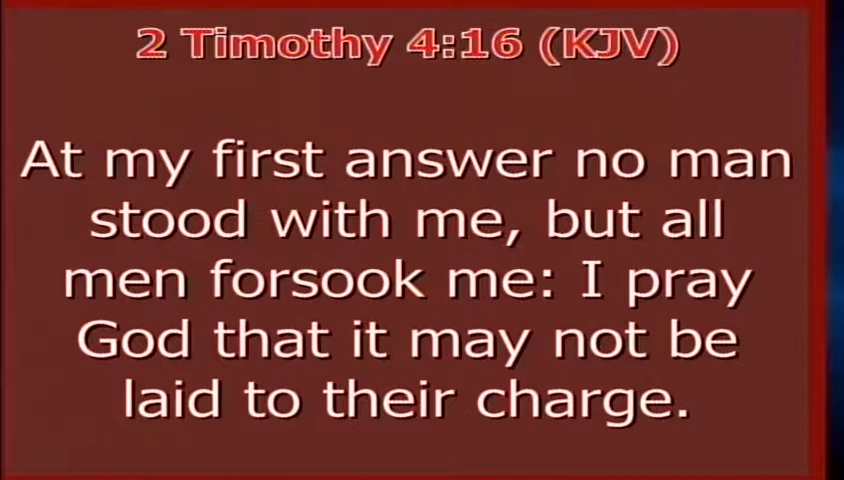 2 Timothy 4:16 (KJV)
At my first answer no man
stood with me, but all
men forsook me: I pray
God that it may not be
laid to their charge.